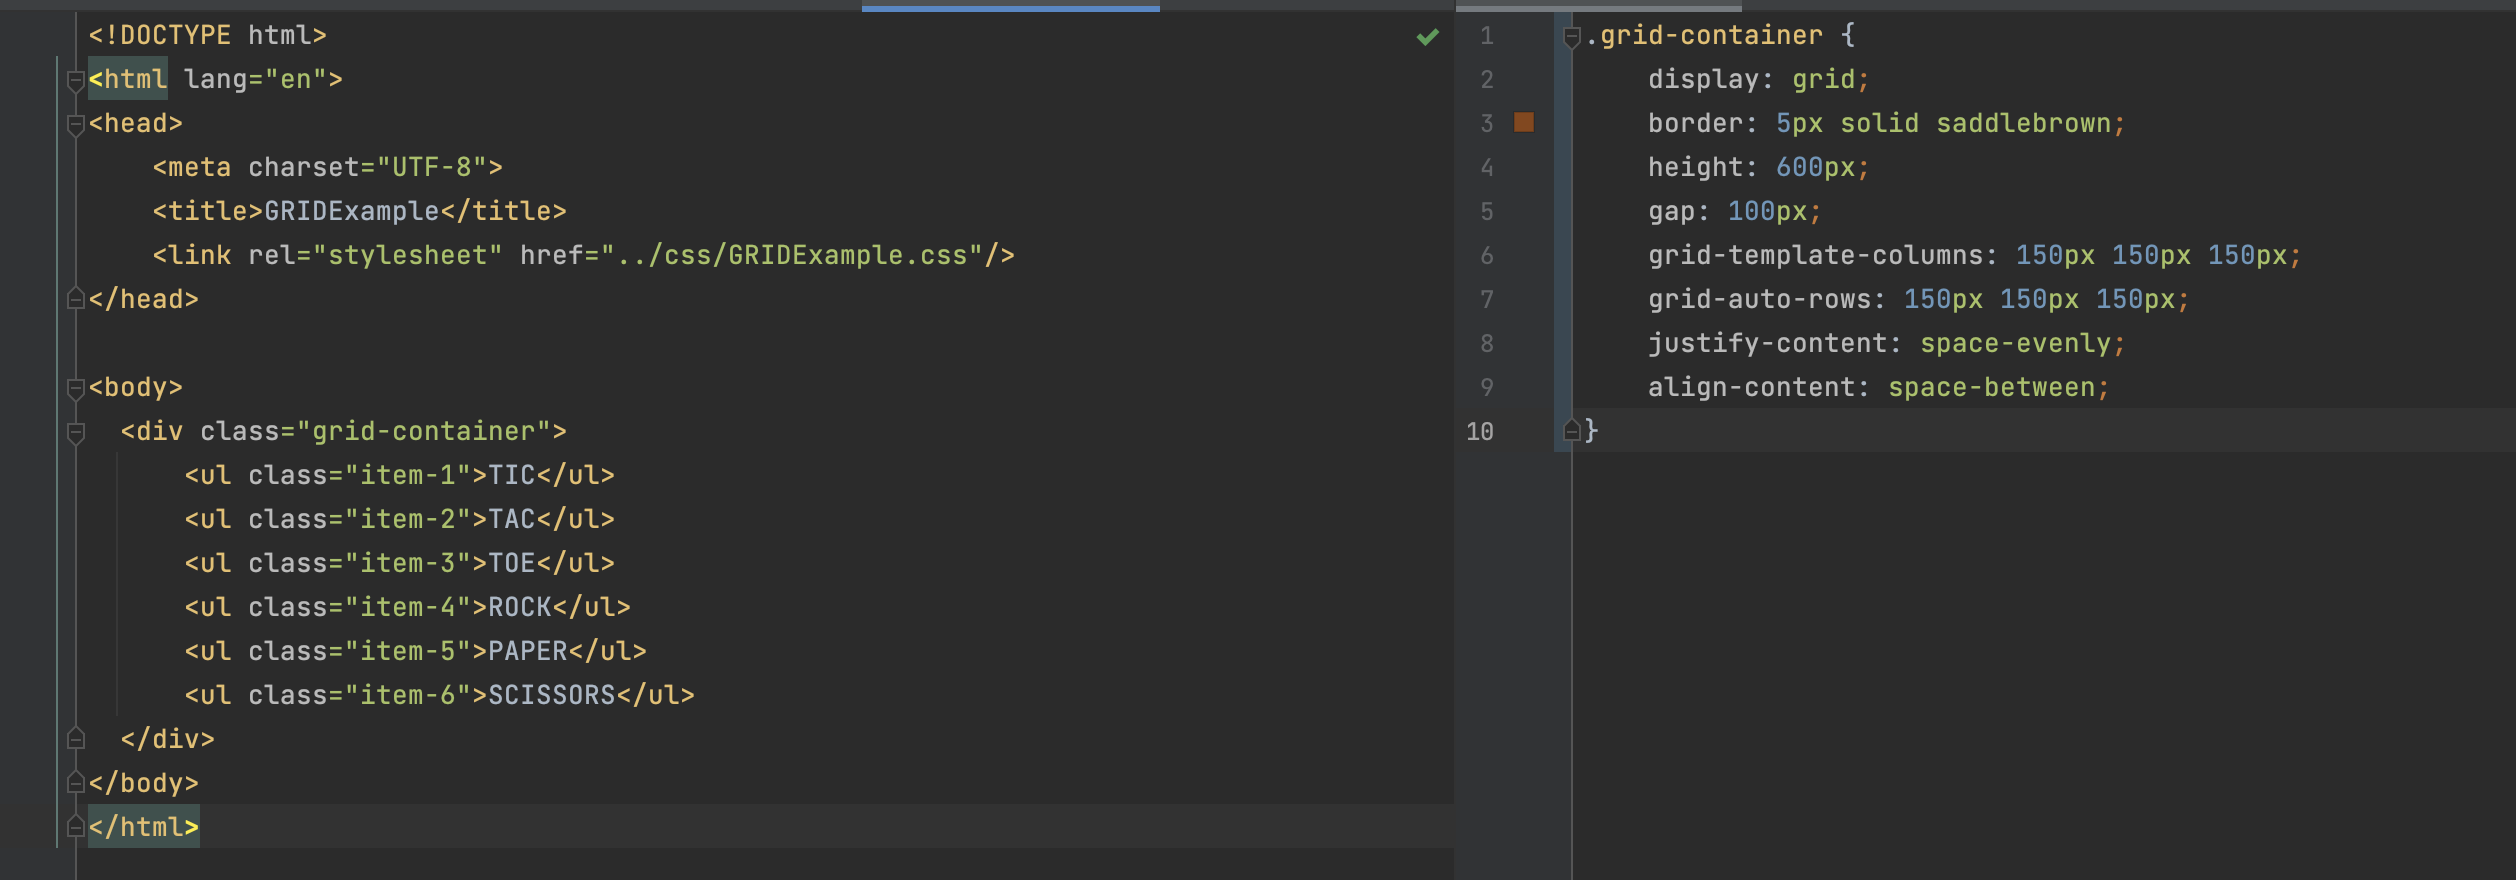 <!DOCTYPE html>
<html lang="en">
<head>
    <meta charset="UTF-8">
    <title>GRIDExample</title>
    <link rel="stylesheet" href="../css/GRIDExample.css"/>
</head>
<body>
  <div class="grid-container">
      <ul class="item-1">TIC</ul>
      <ul class="item-2">TAC</ul>
      <ul class="item-3">TOE</ul>
      <ul class="item-4">ROCK</ul>
      <ul class="item-5">PAPER</ul>
      <ul class="item-6">SCISSORS</ul>
  </div>
</body>
</html>
1 .grid-container {
2     display: grid;
3     border: 5px solid saddlebrown;
4     height: 600px;
5     gap: 100px;
6     grid-template-columns: 150px 150px 150px;
7     grid-auto-rows: 150px 150px 150px;
8     justify-content: space-evenly;
9     align-content: space-between;
10 }